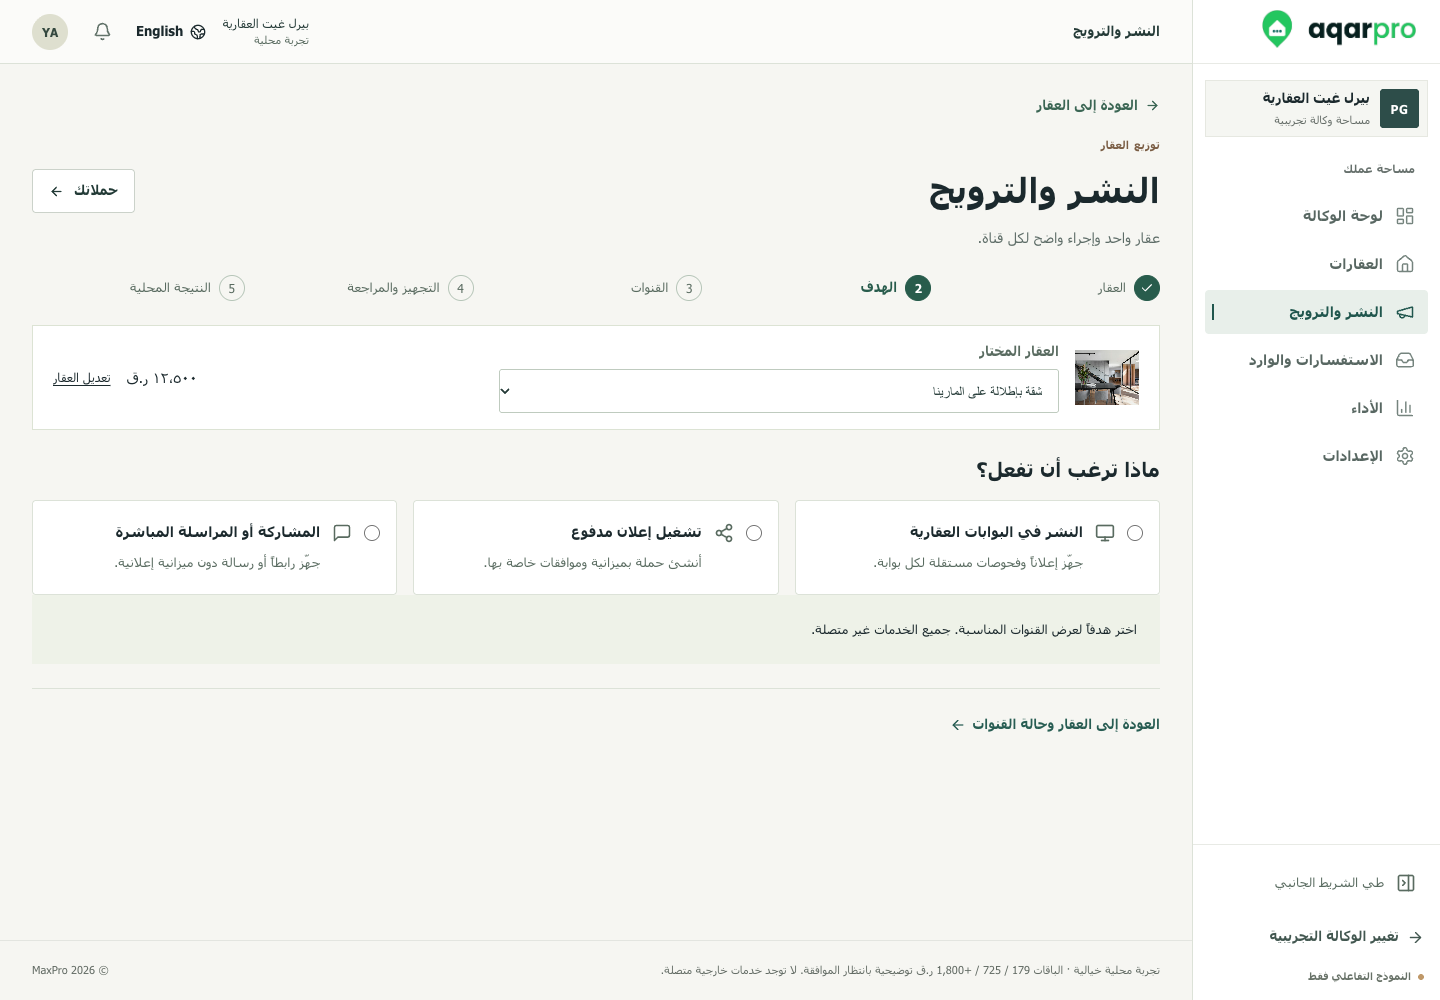 aqarpro
النشر والترويج
بيرل غيت العقارية
تجربة محلية
English
YA
PG
بيرل غيت العقارية
مساحة وكالة تجريبية
مساحة عملك
لوحة الوكالة
العقارات
النشر والترويج
الاستفسارات والوارد
الأداء
الإعدادات
طي الشريط الجانبي
تغيير الوكالة التجريبية
النموذج التفاعلي فقط
العودة إلى العقار
توزيع العقار
النشر والترويج
حملاتك
عقار واحد وإجراء واضح لكل قناة.
العقار
2 الهدف
3 القنوات
4 التجهيز والمراجعة
5 النتيجة المحلية
العقار المختار
شقة بإطلالة على المارينا
١٢،٥٠٠ ر.ق
تعديل العقار
ماذا ترغب أن تفعل؟
النشر في البوابات العقارية
جهّز إعلاناً وفحوصات مستقلة لكل بوابة.
تشغيل إعلان مدفوع
أنشئ حملة بميزانية وموافقات خاصة بها.
المشاركة أو المراسلة المباشرة
جهّز رابطاً أو رسالة دون ميزانية إعلانية.
اختر هدفاً لعرض القنوات المناسبة. جميع الخدمات غير متصلة.
العودة إلى العقار وحالة القنوات
تجربة محلية خيالية · الباقات 179 / 725 / +1,800 ر.ق توضيحية بانتظار الموافقة. لا توجد خدمات خارجية متصلة.
MaxPro 2026 ©